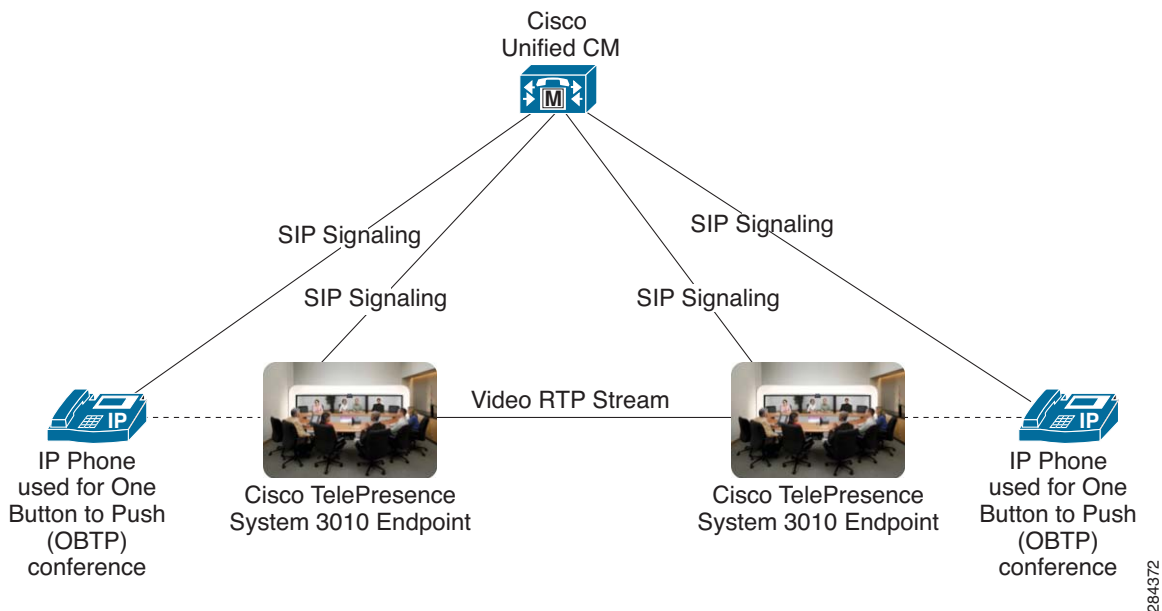 Cisco
Unified CM
M
SIP Signaling
SIP Signaling
SIP Signaling
SIP Signaling
Video RTP Stream
IP
IP
IP Phone
used for One
Button to Push
(OBTP)
conference
Cisco TelePresence
System 3010 Endpoint
Cisco TelePresence
System 3010 Endpoint
IP Phone
used for One
Button to Push
(OBTP)
conference
284372